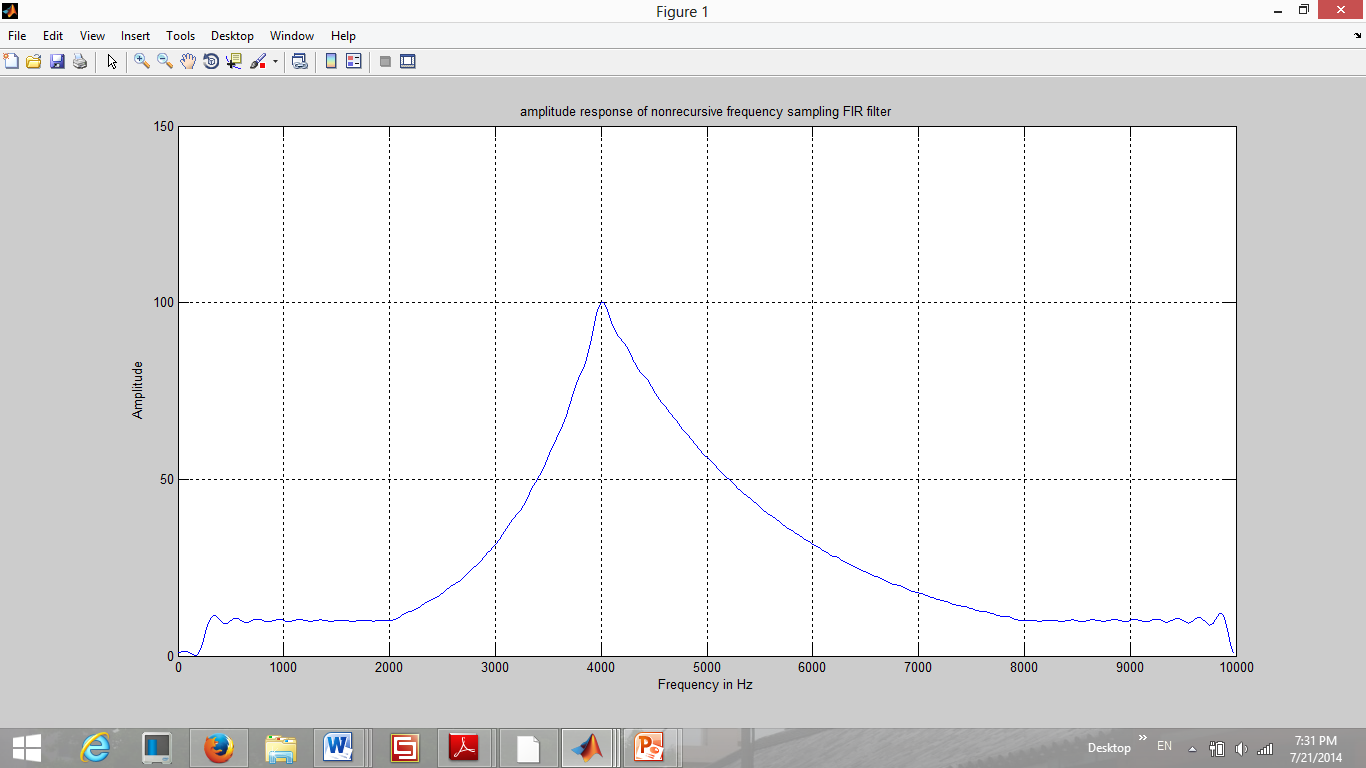 Figure 1
File Edit View Insert Tools Desktop Window Help
amplitude response of nonrecursive frequency sampling FIR filter
150
100
50
0
Amplitude
0 1000 2000 3000 4000 5000 6000 7000 8000 9000 10000
Frequency in Hz
Desktop » EN 7:31 PM
7/21/2014